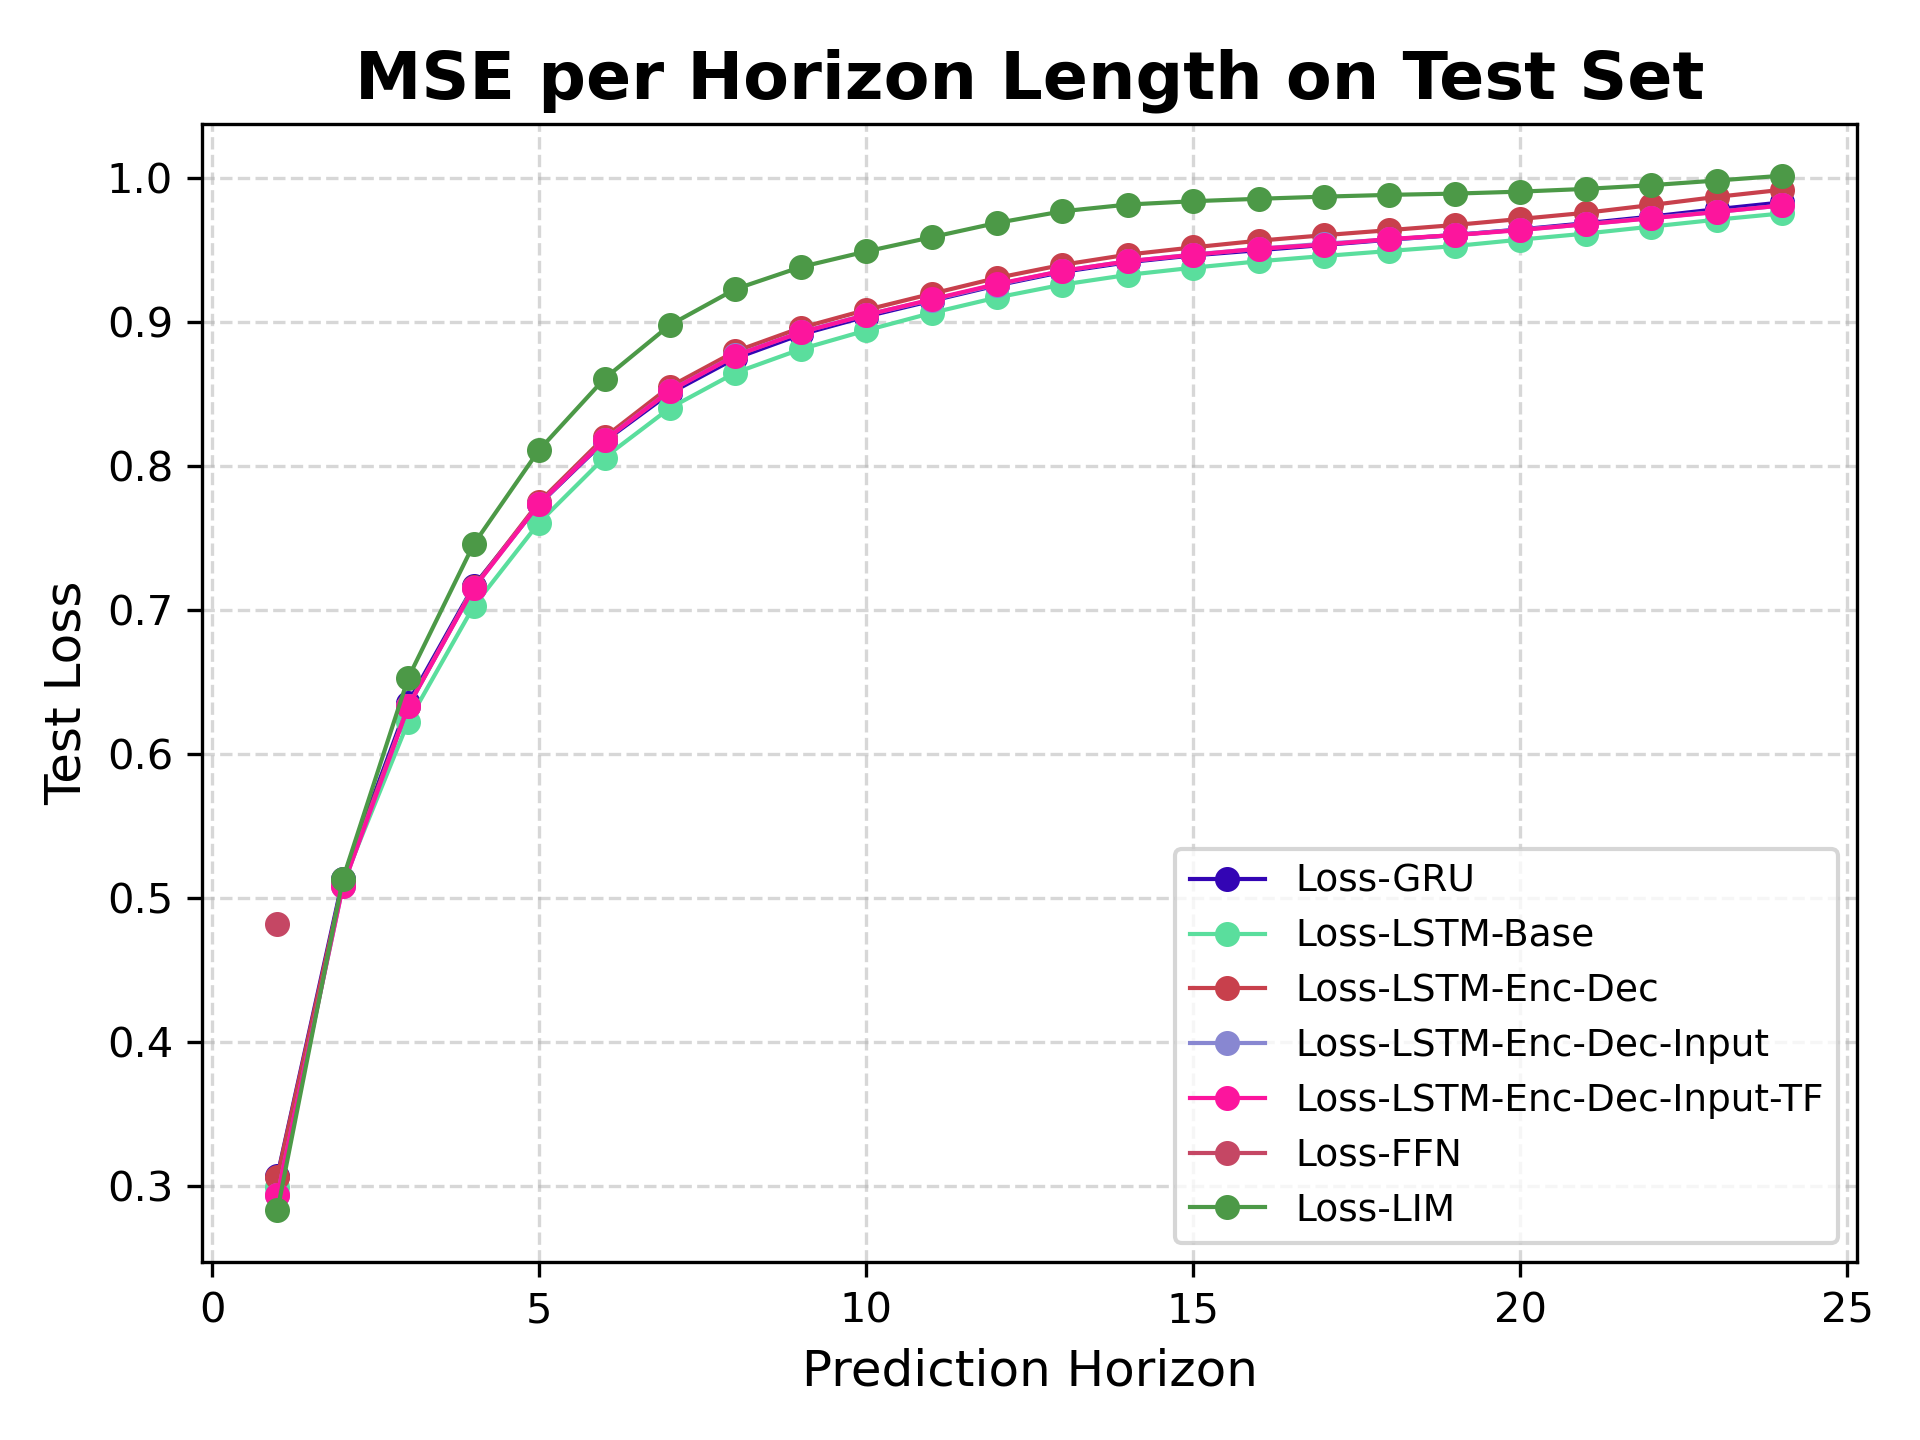 MSE per Horizon Length on Test Set
1.0
0.9
0.8
0.7
0.6
0.5
0.4
0.3
Test Loss
Loss-GRU
Loss-LSTM-Base
Loss-LSTM-Enc-Dec
Loss-LSTM-Enc-Dec-Input
Loss-LSTM-Enc-Dec-Input-TF
Loss-FFN
Loss-LIM
0 5 10 15 20 25
Prediction Horizon